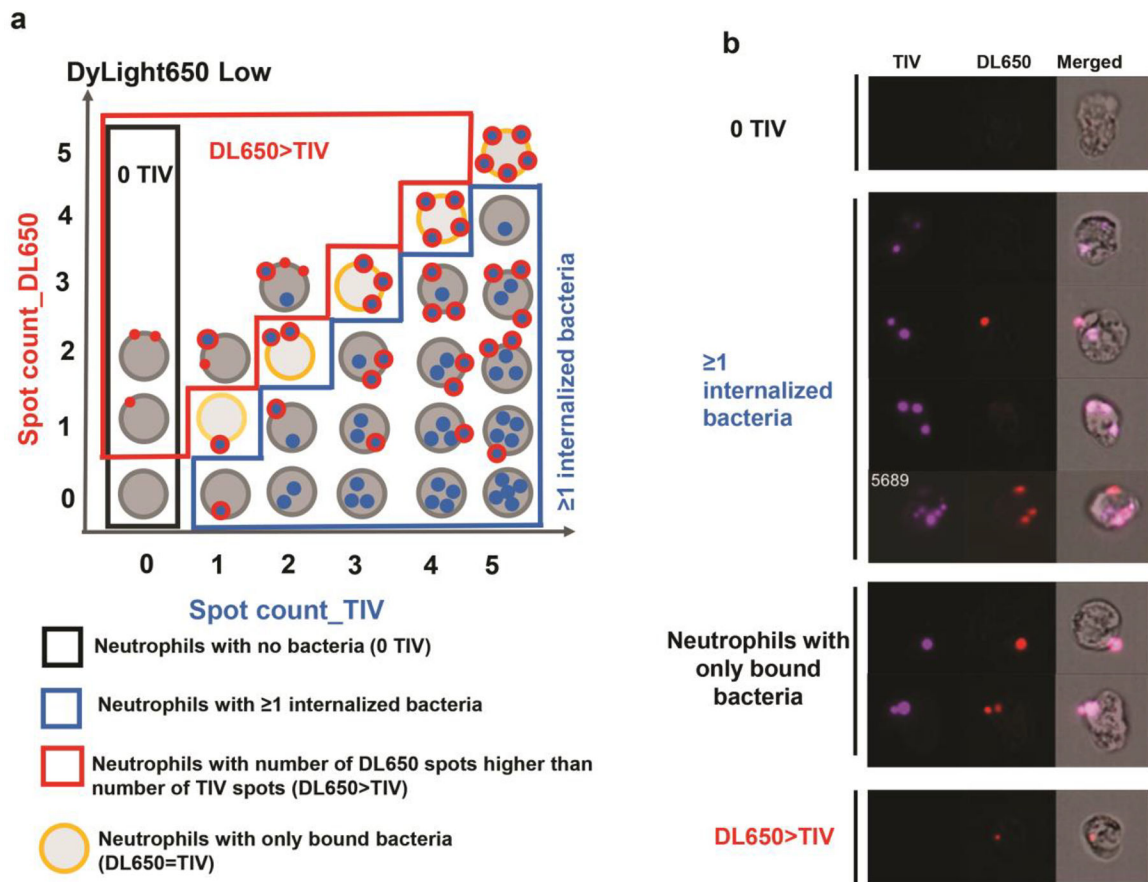 a
DyLight650 Low
5
4
3
2
1
0
Spot count_DL650
0 TIV
DL650>TIV
≥1 internalized bacteria
0 1 2 3 4 5
Spot count_TIV
Neutrophils with no bacteria (0 TIV)
Neutrophils with ≥1 internalized bacteria
Neutrophils with number of DL650 spots higher than
number of TIV spots (DL650>TIV)
Neutrophils with only bound bacteria
(DL650=TIV)
b
TIV DL650 Merged
0 TIV
≥1
internalized
bacteria
5689
Neutrophils with
only bound
bacteria
DL650>TIV